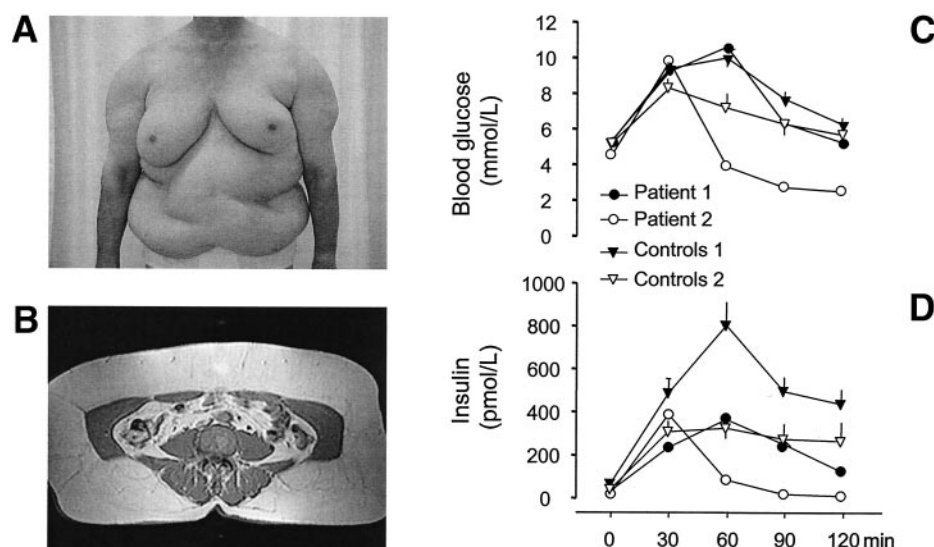 A
B
C
Blood glucose
(mmol/L)
12
10
8
6
4
2
0
Patient 1
Patient 2
Controls 1
Controls 2
D
Insulin
(pmol/L)
1000
800
600
400
200
0
0 30 60 90 120 min